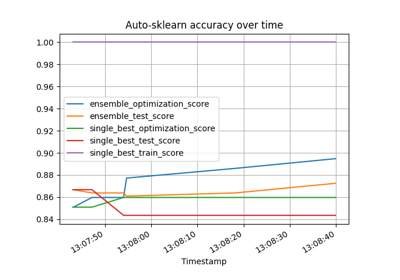 Auto-sklearn accuracy over time
1.00
0.98
0.96
0.94
0.92
0.90
0.88
0.86
0.84
ensemble_optimization_score
ensemble_test_score
single_best_optimization_score
single_best_test_score
single_best_train_score
13:07:50
13:08:00
13:08:10
13:08:20
13:08:30
13:08:40
Timestamp